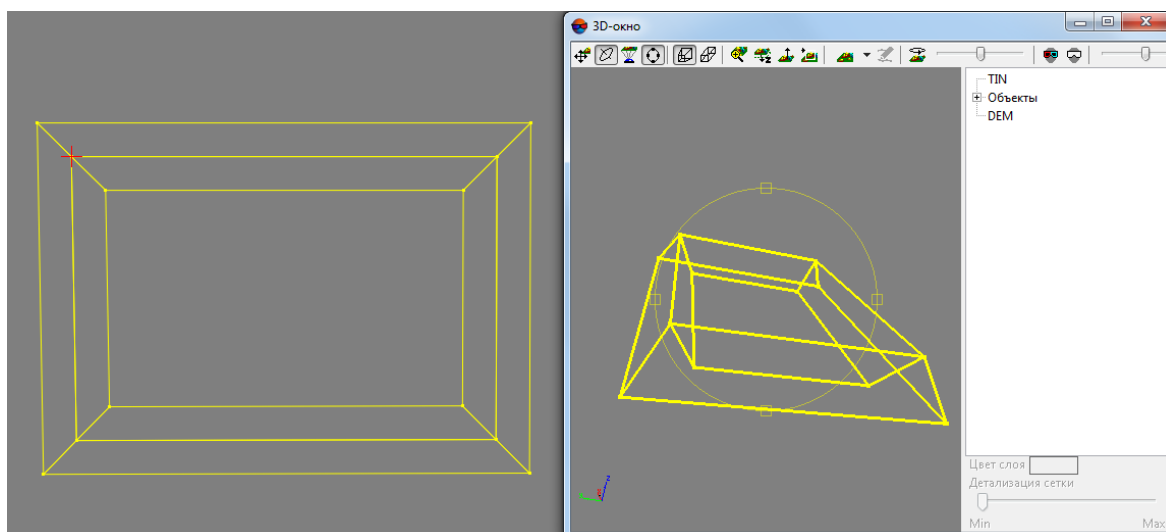 3D-окно
TIN
Объекты
DEM
Цвет слоя
Детализация сетки
Min
Max